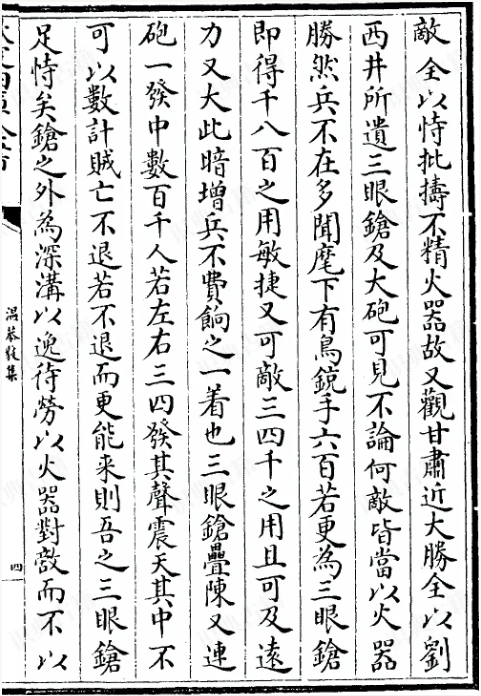 敵全以恃批擣不精火器故又觀甘肅近大勝全以劉
西井所遺三眼鎗及大砲可見不論何敵皆當以火器
勝然兵不在多聞麾下有鳥鏡手六百若更為三眼鎗
即得千八百之用敏捷又可敵三四千之用且可及遠
力又大此暗增兵不費餉之一着也三眼鎗疊陳又連
砲一發中數百千人若左右三四發其聲震天其中不
可以數計賊亡不退若不退而更能来則吾之三眼鎗
足恃矣鎗之外為深溝以逸待勞以火器對敵而不以
溫恭毅集
四